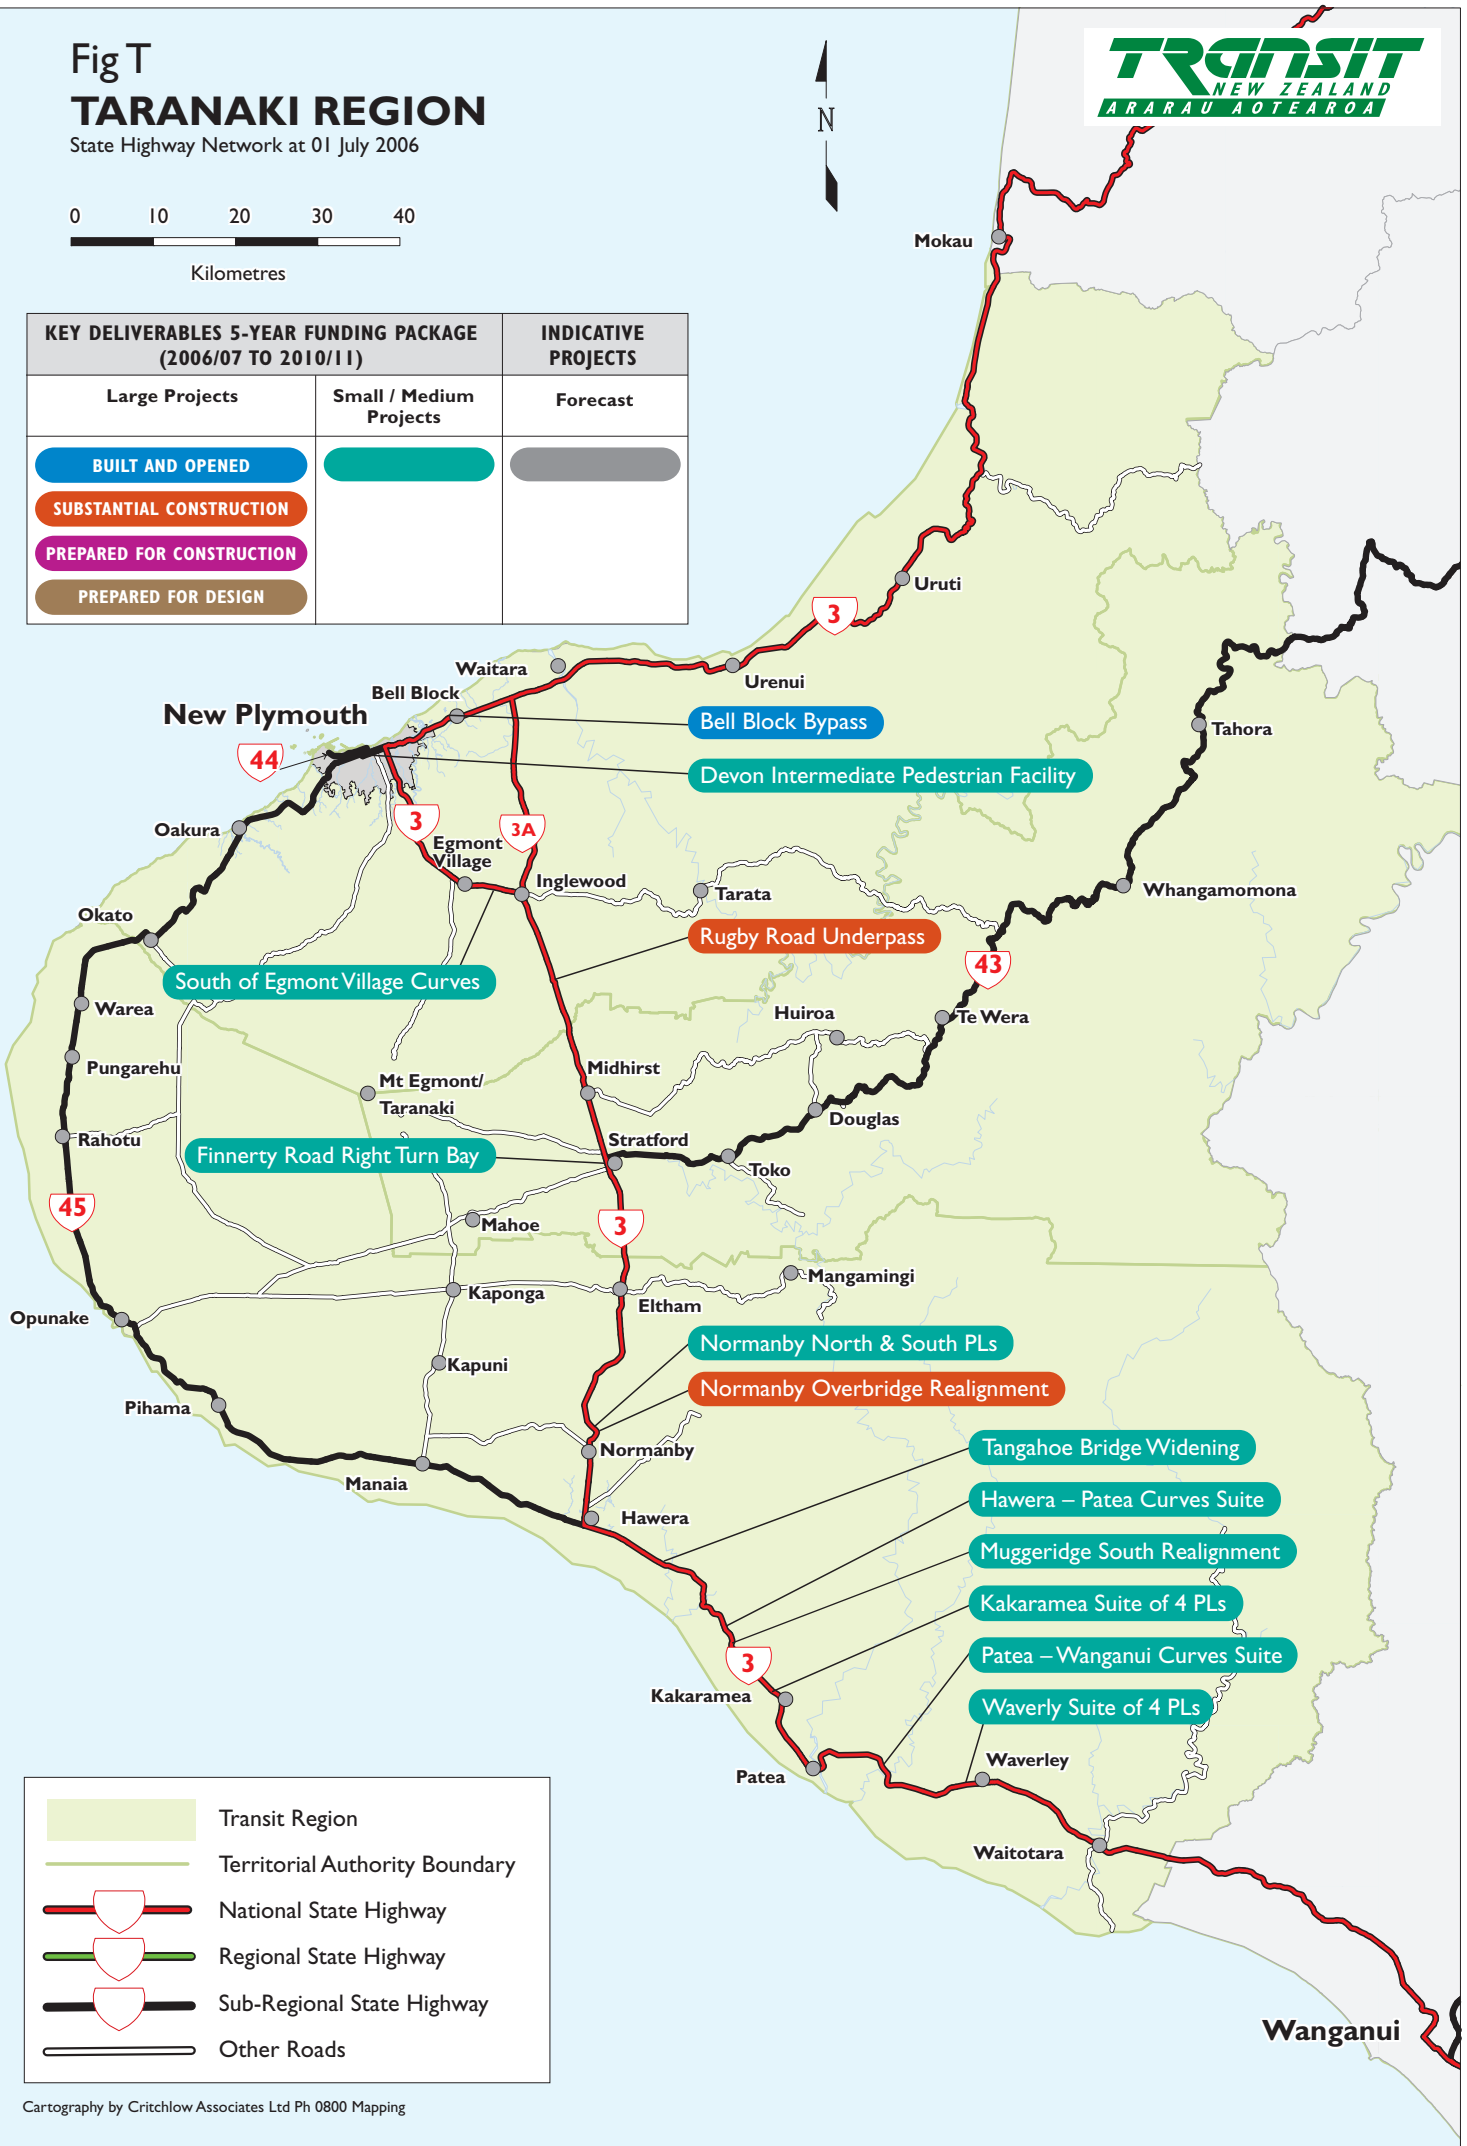 Fig T
TARANAKI REGION
State Highway Network at 01 July 2006
0 10 20 30 40
Kilometres
N
TRANSIT
NEW ZEALAND
ARARAU AOTEAROA
KEY DELIVERABLES 5-YEAR FUNDING PACKAGE
(2006/07 TO 2010/11)
INDICATIVE
PROJECTS
Large Projects
Small / Medium
Projects
Forecast
BUILT AND OPENED
SUBSTANTIAL CONSTRUCTION
PREPARED FOR CONSTRUCTION
PREPARED FOR DESIGN
Mokau
Uruti
3
Waitara
Urenui
Bell Block
New Plymouth
Bell Block Bypass
Tahora
44
Devon Intermediate Pedestrian Facility
3
3A
Oakura
Egmont
Village
Inglewood
Tarata
Whangamomona
Okato
Rugby Road Underpass
43
South of Egmont Village Curves
Warea
Huiroa
Te Wera
Pungarehu
Midhirst
Mt Egmont/
Taranaki
Douglas
Rahotu
Stratford
Finnerty Road Right Turn Bay
Toko
45
Mahoe
3
Mangamingi
Kaponga
Eltham
Opunake
Normanby North & South PLs
Kapuni
Normanby Overbridge Realignment
Pihama
Normanby
Tangahoe Bridge Widening
Manaia
Hawera – Patea Curves Suite
Hawera
Muggeridge South Realignment
Kakaramea Suite of 4 PLs
Patea – Wanganui Curves Suite
3
Kakaramea
Waverly Suite of 4 PLs
Waverley
Patea
Waitotara
Transit Region
Territorial Authority Boundary
National State Highway
Regional State Highway
Sub-Regional State Highway
Other Roads
Wanganui
Cartography by Critchlow Associates Ltd Ph 0800 Mapping